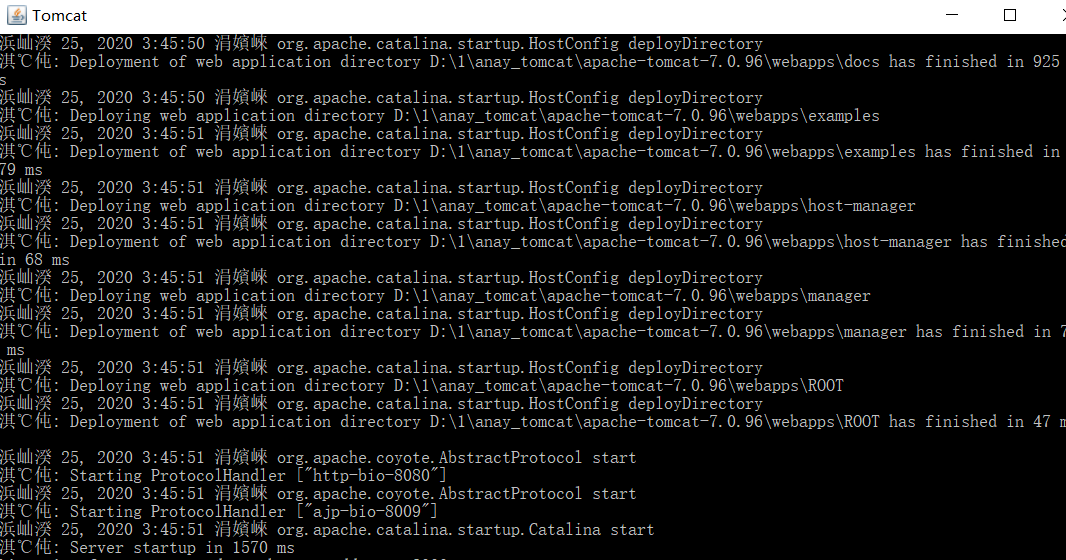 Tomcat
浜屾湀 25, 2020 3:45:50 涓嬪崍 org.apache.catalina.startup.HostConfig deployDirectory
淇℃伅: Deployment of web application directory D:\1\anay_tomcat\apache-tomcat-7.0.96\webapps\docs has finished in 925
s
浜屾湀 25, 2020 3:45:50 涓嬪崍 org.apache.catalina.startup.HostConfig deployDirectory
淇℃伅: Deploying web application directory D:\1\anay_tomcat\apache-tomcat-7.0.96\webapps\examples
浜屾湀 25, 2020 3:45:51 涓嬪崍 org.apache.catalina.startup.HostConfig deployDirectory
淇℃伅: Deployment of web application directory D:\1\anay_tomcat\apache-tomcat-7.0.96\webapps\examples has finished in
79 ms
浜屾湀 25, 2020 3:45:51 涓嬪崍 org.apache.catalina.startup.HostConfig deployDirectory
淇℃伅: Deploying web application directory D:\1\anay_tomcat\apache-tomcat-7.0.96\webapps\host-manager
浜屾湀 25, 2020 3:45:51 涓嬪崍 org.apache.catalina.startup.HostConfig deployDirectory
淇℃伅: Deployment of web application directory D:\1\anay_tomcat\apache-tomcat-7.0.96\webapps\host-manager has finished
in 68 ms
浜屾湀 25, 2020 3:45:51 涓嬪崍 org.apache.catalina.startup.HostConfig deployDirectory
淇℃伅: Deploying web application directory D:\1\anay_tomcat\apache-tomcat-7.0.96\webapps\manager
浜屾湀 25, 2020 3:45:51 涓嬪崍 org.apache.catalina.startup.HostConfig deployDirectory
淇℃伅: Deployment of web application directory D:\1\anay_tomcat\apache-tomcat-7.0.96\webapps\manager has finished in 7
ms
浜屾湀 25, 2020 3:45:51 涓嬪崍 org.apache.catalina.startup.HostConfig deployDirectory
淇℃伅: Deploying web application directory D:\1\anay_tomcat\apache-tomcat-7.0.96\webapps\ROOT
浜屾湀 25, 2020 3:45:51 涓嬪崍 org.apache.catalina.startup.HostConfig deployDirectory
淇℃伅: Deployment of web application directory D:\1\anay_tomcat\apache-tomcat-7.0.96\webapps\ROOT has finished in 47 m
浜屾湀 25, 2020 3:45:51 涓嬪崍 org.apache.coyote.AbstractProtocol start
淇℃伅: Starting ProtocolHandler ["http-bio-8080"]
浜屾湀 25, 2020 3:45:51 涓嬪崍 org.apache.coyote.AbstractProtocol start
淇℃伅: Starting ProtocolHandler ["ajp-bio-8009"]
浜屾湀 25, 2020 3:45:51 涓嬪崍 org.apache.catalina.startup.Catalina start
淇℃伅: Server startup in 1570 ms